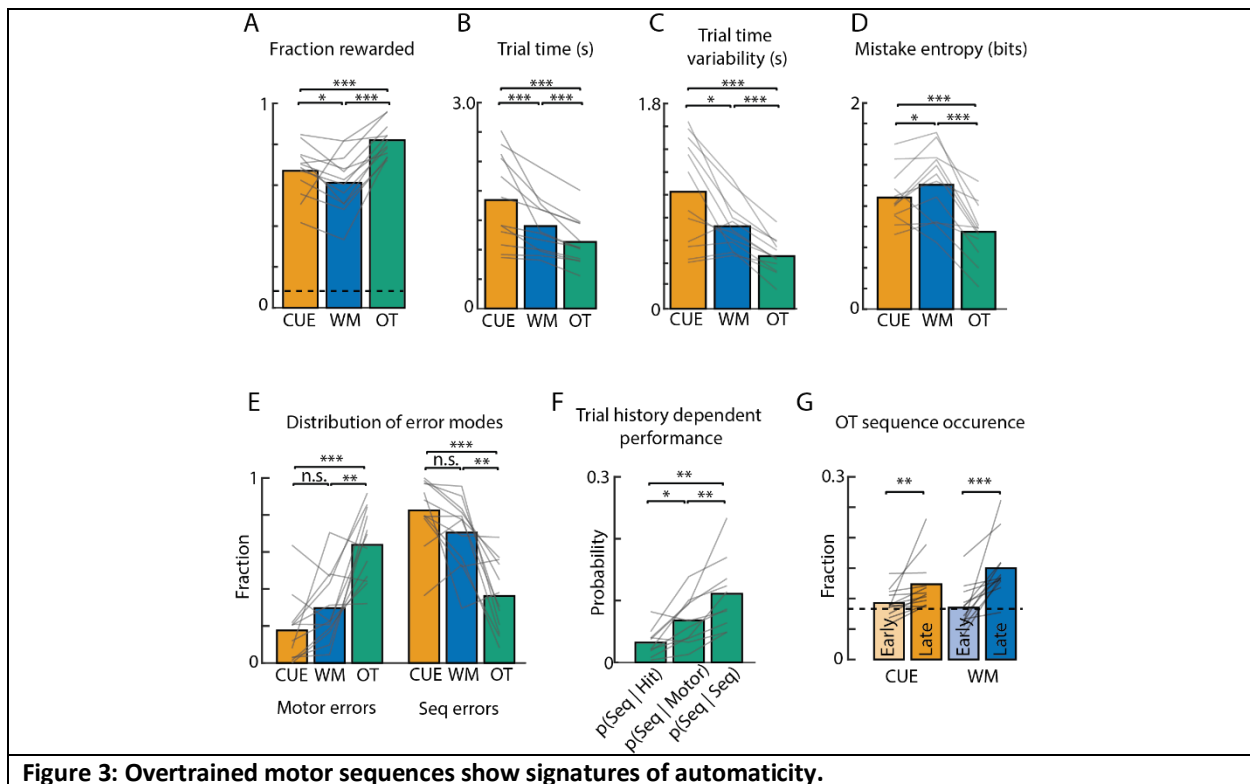 A
Fraction rewarded
***
* ***
1
0
CUE WM OT
B
Trial time (s)
***
*** ***
3.0
0
CUE WM OT
C
Trial time
variability (s)
***
* ***
1.8
0
CUE WM OT
D
Mistake entropy (bits)
***
* ***
2
0
CUE WM OT
E
Distribution of error modes
***
n.s. **
***
n.s. **
1
Fraction
0
CUE WM OT CUE WM OT
Motor errors Seq errors
F
Trial history dependent
performance
**
* **
0.3
Probability
0
p(Seq | Hit)
p(Seq | Motor)
p(Seq | Seq)
G
OT sequence occurence
** ***
0.3
Fraction
0
Early Late Early Late
CUE WM
Figure 3: Overtrained motor sequences show signatures of automaticity.